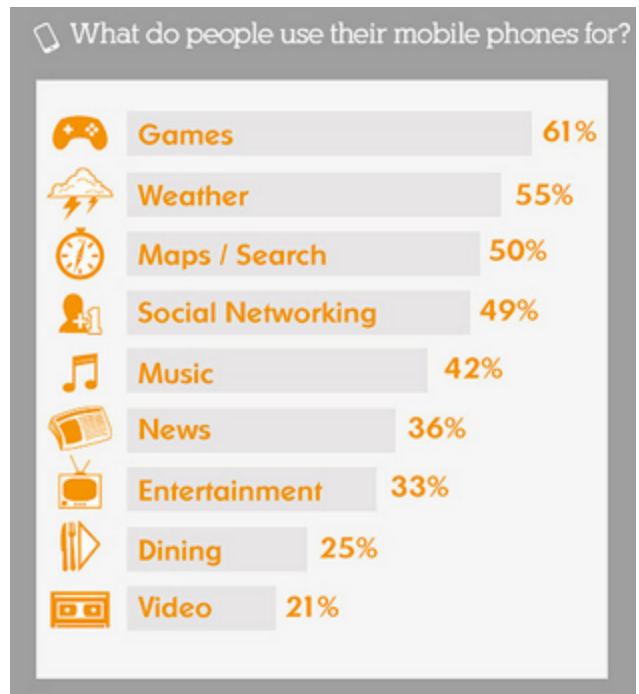 What do people use their mobile phones for?
Games 61%
Weather 55%
Maps / Search 50%
+1
Social Networking 49%
Music 42%
News 36%
Entertainment 33%
Dining 25%
Video 21%